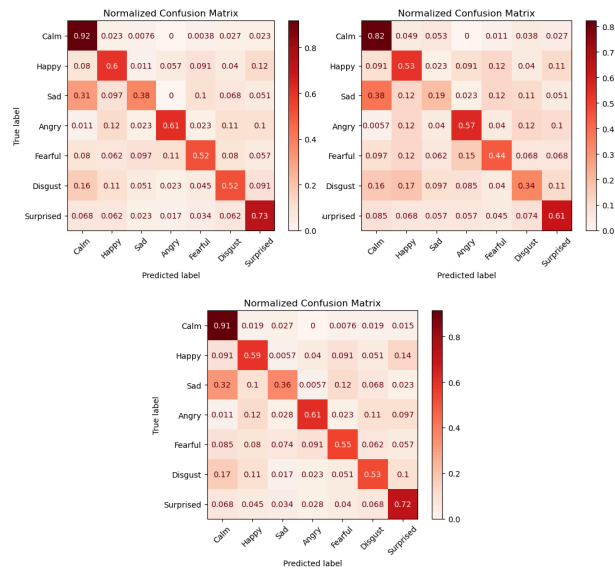 Normalized Confusion Matrix
Calm 0.92 0.023 0.0076 0 0.0038 0.027 0.023
Happy 0.08 0.6 0.011 0.057 0.091 0.04 0.12
Sad 0.31 0.097 0.38 0 0.1 0.068 0.051
Angry 0.011 0.12 0.023 0.61 0.023 0.11 0.1
Fearful 0.08 0.062 0.097 0.11 0.52 0.08 0.057
Disgust 0.16 0.11 0.051 0.023 0.045 0.52 0.091
Surprised 0.068 0.062 0.023 0.017 0.034 0.062 0.73
Calm Happy Sad Angry Fearful Disgust Surprised
Predicted label
True label
0.8
0.6
0.4
0.2
0.0
Normalized Confusion Matrix
Calm 0.82 0.049 0.053 0 0.011 0.038 0.027
Happy 0.091 0.53 0.023 0.091 0.12 0.04 0.11
Sad 0.38 0.12 0.19 0.023 0.12 0.11 0.051
Angry 0.0057 0.12 0.04 0.57 0.04 0.12 0.1
Fearful 0.097 0.12 0.062 0.15 0.44 0.068 0.068
Disgust 0.16 0.17 0.097 0.085 0.04 0.34 0.11
urprised 0.085 0.068 0.057 0.057 0.045 0.074 0.61
Calm Happy Sad Angry Fearful Disgust Surprised
Predicted label
0.8
0.7
0.6
0.5
0.4
0.3
0.2
0.1
0.0
Normalized Confusion Matrix
Calm 0.91 0.019 0.027 0 0.0076 0.019 0.015
Happy 0.091 0.59 0.0057 0.04 0.091 0.051 0.14
Sad 0.32 0.1 0.36 0.0057 0.12 0.068 0.023
Angry 0.011 0.12 0.028 0.61 0.023 0.11 0.097
Fearful 0.085 0.08 0.074 0.091 0.55 0.062 0.057
Disgust 0.17 0.11 0.017 0.023 0.051 0.53 0.1
Surprised 0.068 0.045 0.034 0.028 0.04 0.068 0.72
Calm Happy Sad Angry Fearful Disgust Surprised
Predicted label
True label
0.8
0.6
0.4
0.2
0.0